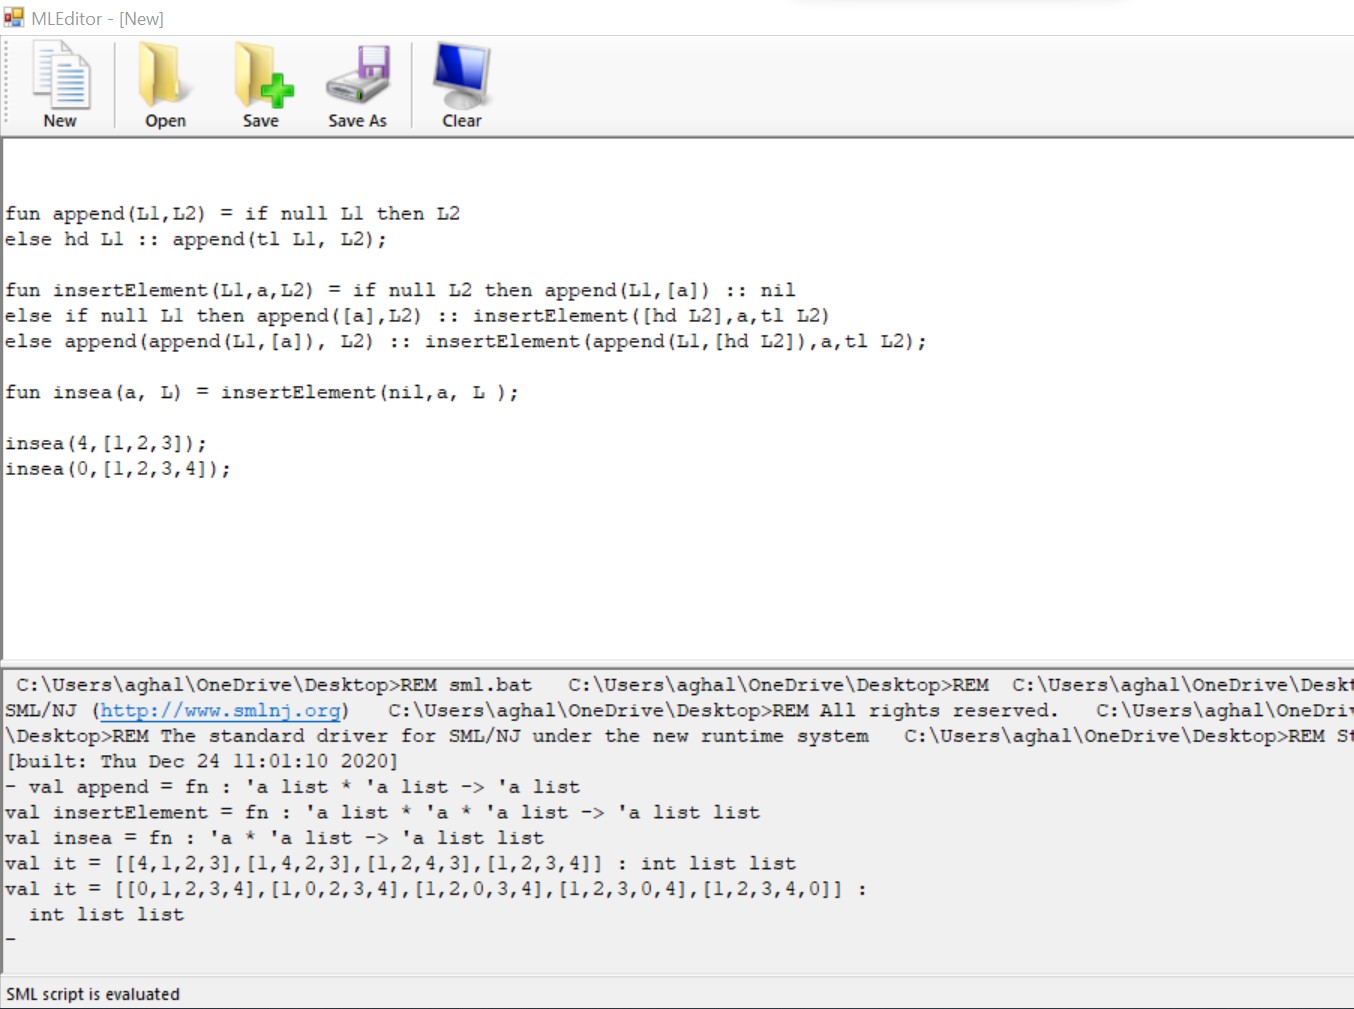 MLEditor - [New]
New Open Save Save As Clear
fun append(L1,L2) = if null L1 then L2
else hd L1 :: append(tl L1, L2);
fun insertElement(L1,a,L2) = if null L2 then append(L1,[a]) :: nil
else if null L1 then append([a],L2) :: insertElement([hd L2],a,tl L2)
else append(append(L1,[a]), L2) :: insertElement(append(L1,[hd L2]),a,tl L2);
fun insea(a, L) = insertElement(nil,a, L );
insea(4,[1,2,3]);
insea(0,[1,2,3,4]);
C:\Users\aghal\OneDrive\Desktop>REM sml.bat C:\Users\aghal\OneDrive\Desktop>REM C:\Users\aghal\OneDrive\Deskt
SML/NJ (http://www.smlnj.org) C:\Users\aghal\OneDrive\Desktop>REM All rights reserved. C:\Users\aghal\OneDriv
\Desktop>REM The standard driver for SML/NJ under the new runtime system C:\Users\aghal\OneDrive\Desktop>REM St
[built: Thu Dec 24 11:01:10 2020]
- val append = fn : 'a list * 'a list -> 'a list
val insertElement = fn : 'a list * 'a * 'a list -> 'a list list
val insea = fn : 'a * 'a list -> 'a list list
val it = [[4,1,2,3],[1,4,2,3],[1,2,4,3],[1,2,3,4]] : int list list
val it = [[0,1,2,3,4],[1,0,2,3,4],[1,2,0,3,4],[1,2,3,0,4],[1,2,3,4,0]] :
int list list
-
SML script is evaluated